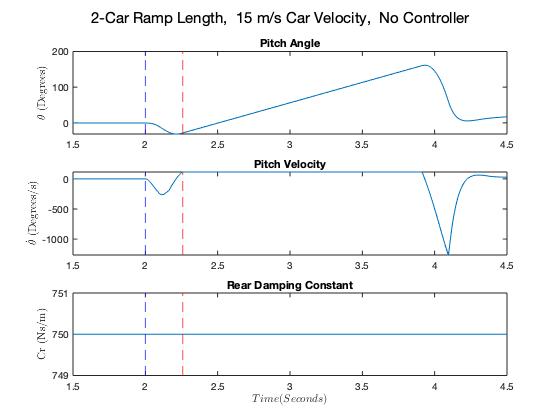 2-Car Ramp Length, 15 m/s Car Velocity, No Controller
Pitch Angle
θ (Degrees)
200
100
0
1.5 2 2.5 3 3.5 4 4.5
Pitch Velocity
θ̇ (Degrees/s)
0
-500
-1000
1.5 2 2.5 3 3.5 4 4.5
Rear Damping Constant
Cr (Ns/m)
751
750
749
1.5 2 2.5 3 3.5 4 4.5
Time(Seconds)